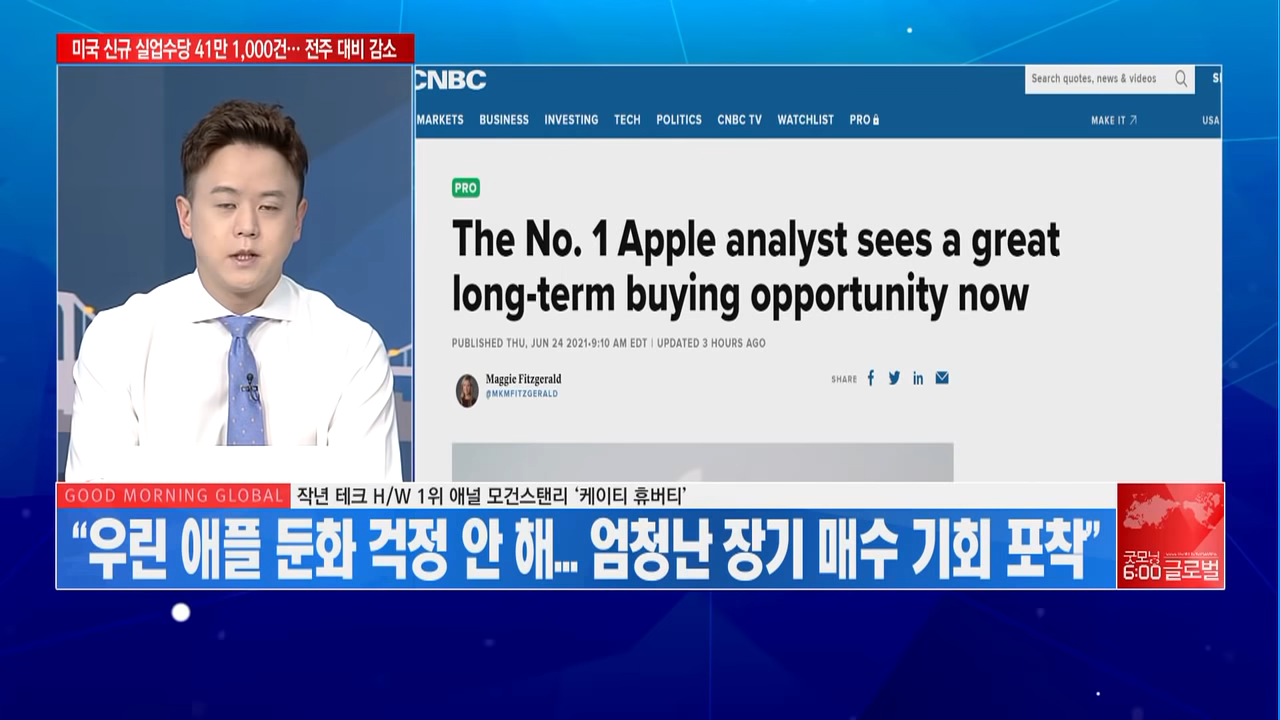 미국 신규 실업수당 41만 1,000건… 전주 대비 감소
CNBC
Search quotes, news & videos
MARKETS BUSINESS INVESTING TECH POLITICS CNBC TV WATCHLIST PRO
MAKE IT
USA
PRO
The No. 1 Apple analyst sees a great
long-term buying opportunity now
PUBLISHED THU, JUN 24 2021•9:10 AM EDT | UPDATED 3 HOURS AGO
Maggie Fitzgerald
@MKMFITZGERALD
SHARE
GOOD MORNING GLOBAL 작년 테크 H/W 1위 애널 모건스탠리 ‘케이티 휴버티’
“우린 애플 둔화 걱정 안 해... 엄청난 장기 매수 기회 포착”
굿모닝
6:00 글로벌